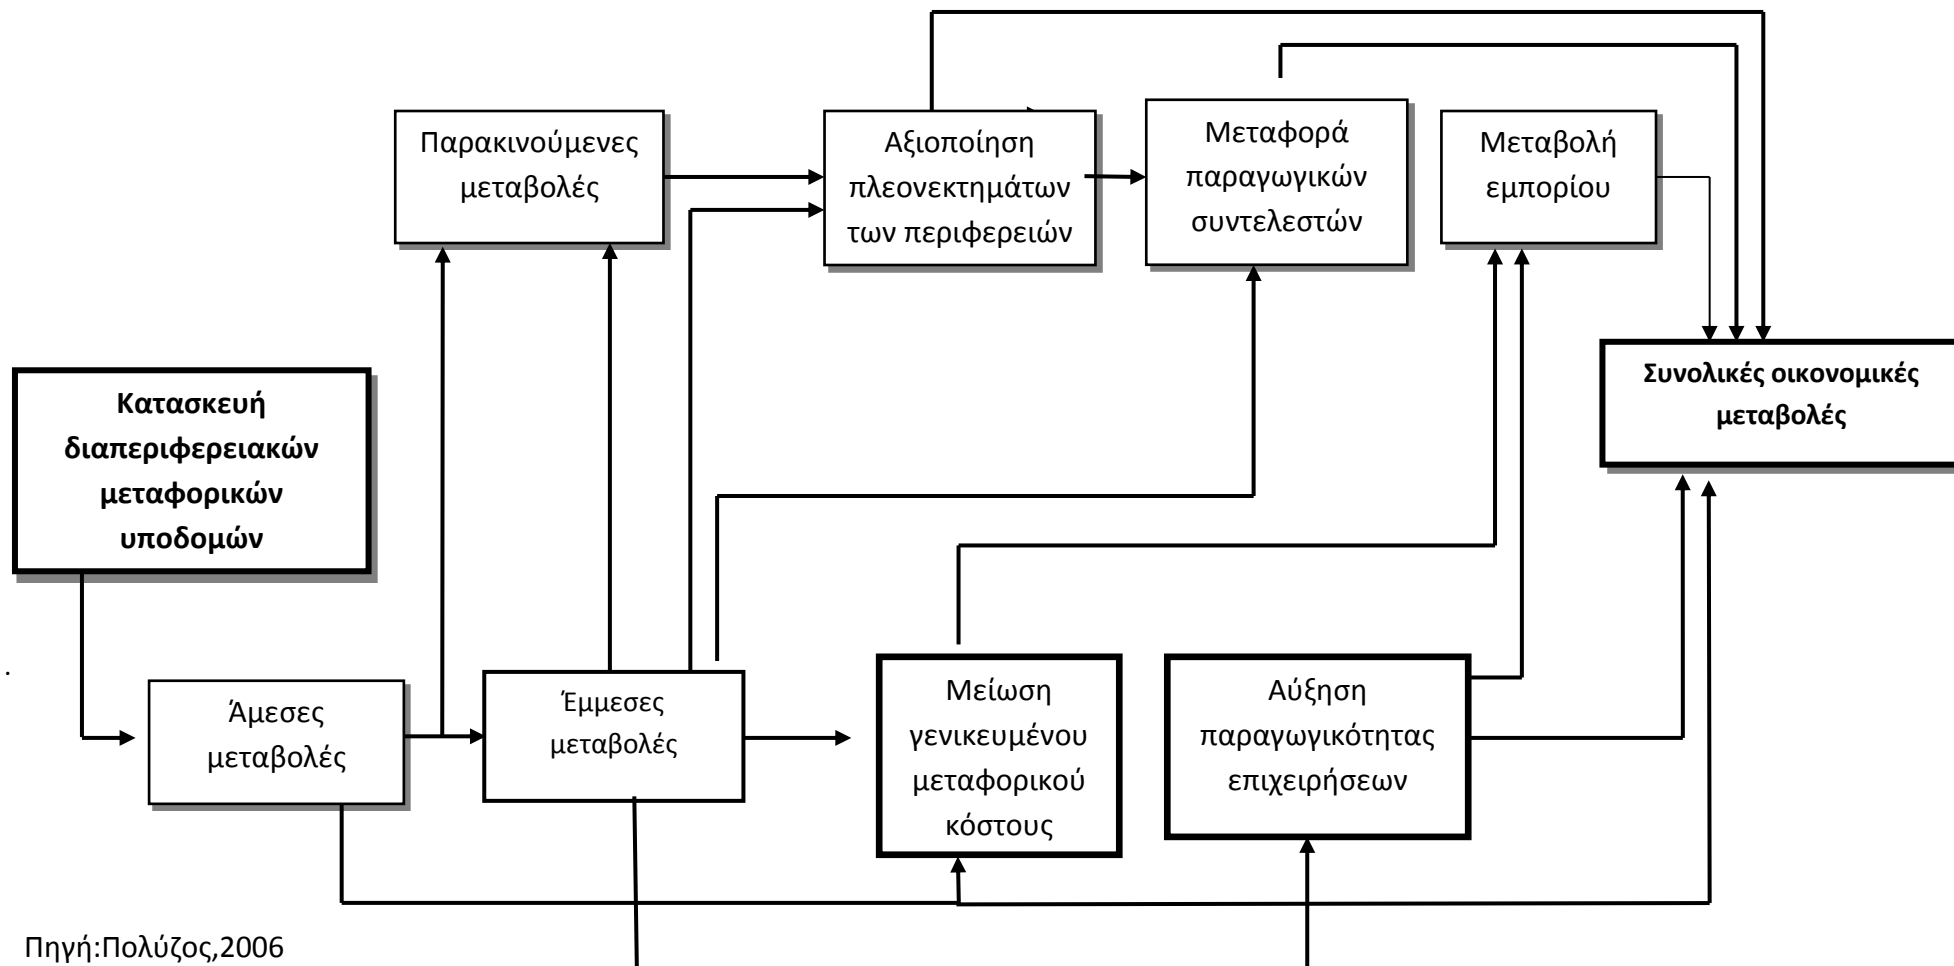 Παρακινούμενες
μεταβολές
Αξιοποίηση
πλεονεκτημάτων
των περιφερειών
Μεταφορά
παραγωγικών
συντελεστών
Μεταβολή
εμπορίου
Κατασκευή
διαπεριφερειακών
μεταφορικών
υποδομών
Συνολικές οικονομικές
μεταβολές
Άμεσες
μεταβολές
Έμμεσες
μεταβολές
Μείωση
γενικευμένου
μεταφορικού
κόστους
Αύξηση
παραγωγικότητας
επιχειρήσεων
Πηγή:Πολύζος,2006